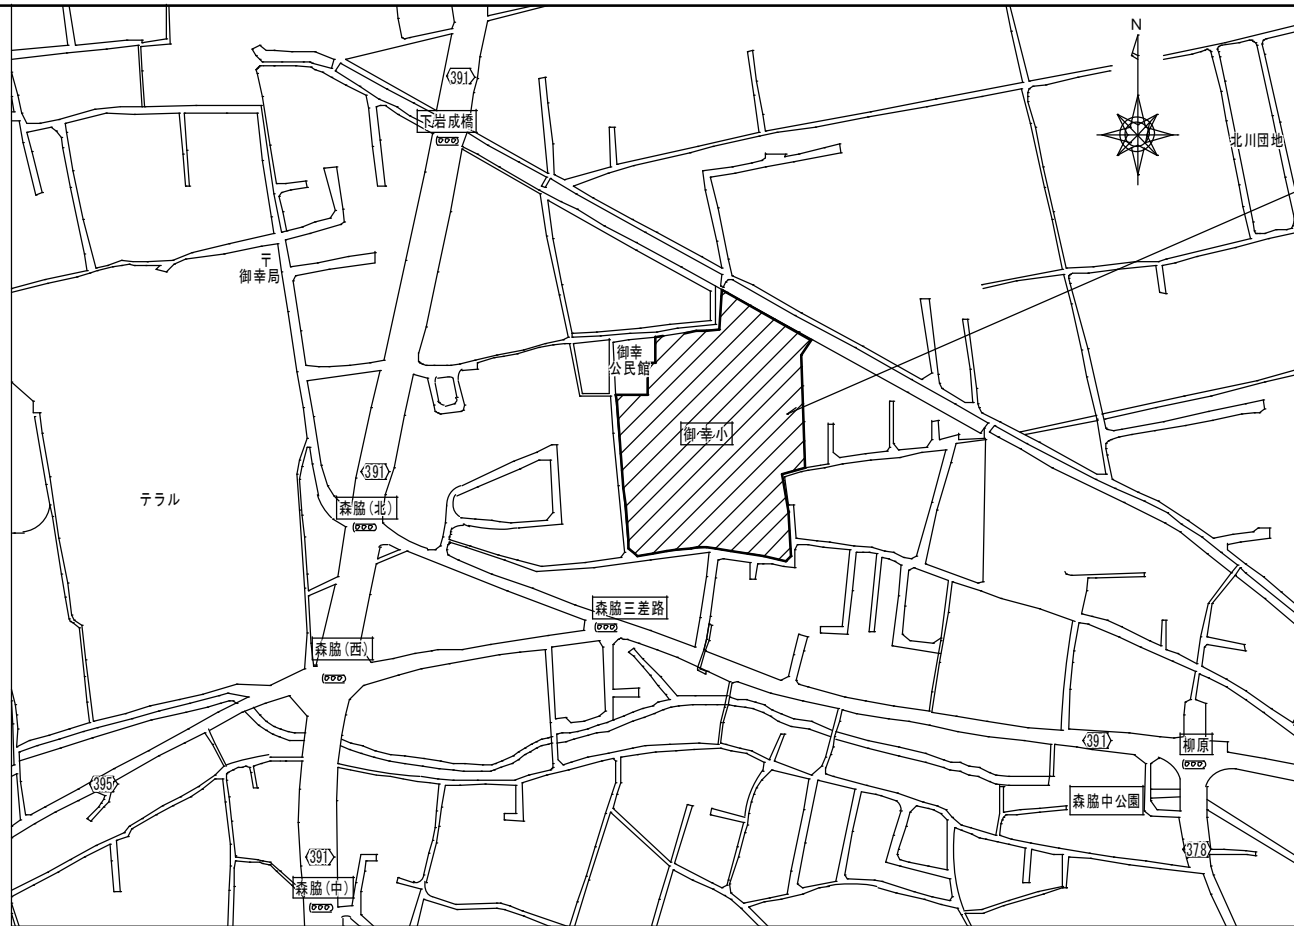 N
391
下岩成橋
北川団地
〒
御幸局
御幸
公民館
御幸小
391
テラル
森脇(北)
森脇三差路
森脇(西)
391
柳原
395
森脇中公園
391
378
森脇(中)